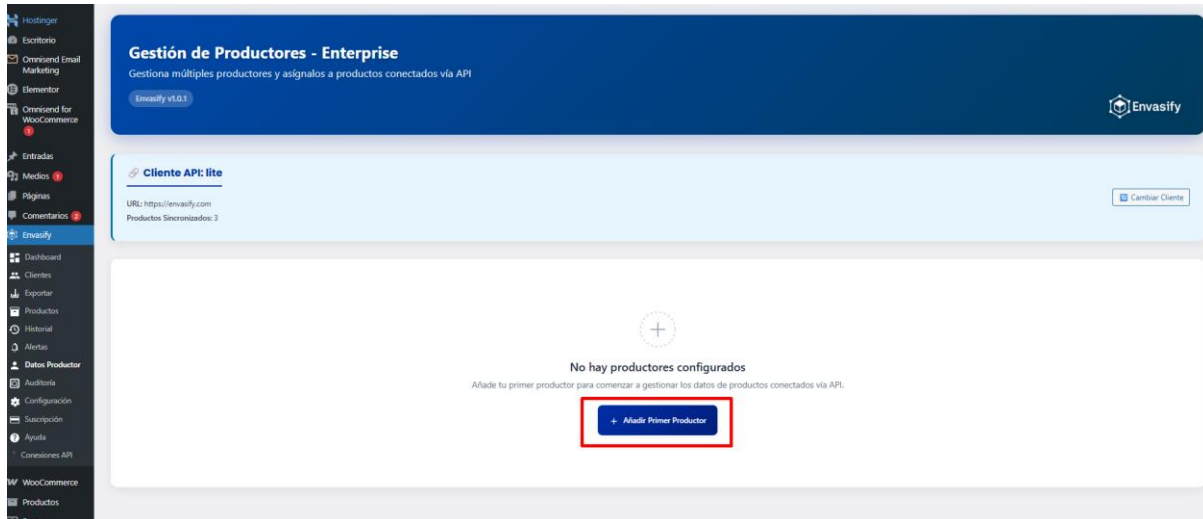 Hostinger
Escritorio
Omnisend Email
Marketing
Elementor
Omnisend for
WooCommerce
1
Entradas
Medios 1
Páginas
Comentarios 2
Envasify
Dashboard
Clientes
Exportar
Productos
Historial
Alertas
Datos Productor
Auditoría
Configuración
Suscripción
Ayuda
Conexiones API
WooCommerce
Productos
Gestión de Productores - Enterprise
Gestiona múltiples productores y asígnalos a productos conectados vía API
Envasify v1.0.1
Envasify
Cliente API: lite
URL: https://envasify.com
Productos Sincronizados: 3
Cambiar Cliente
No hay productores configurados
Añade tu primer productor para comenzar a gestionar los datos de productos conectados vía API.
+ Añadir Primer Productor